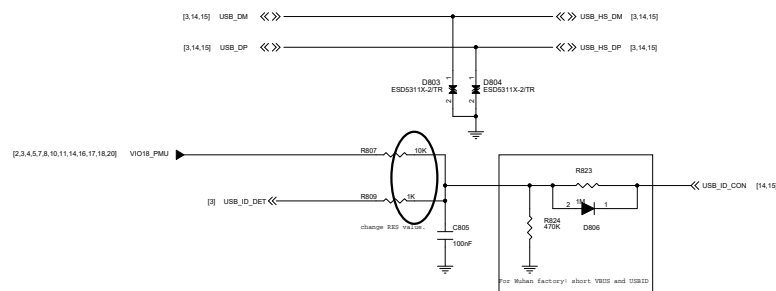 [3,14,15] USB_DM USB_HS_DM [3,14,15]
[3,14,15] USB_DP USB_HS_DP [3,14,15]
D803 D804
ESD5311X-2/TR ESD5311X-2/TR
1 1
2 2
[2,3,4,5,7,8,10,11,14,16,17,18,20] VIO18_PMU R807 10K
R823
USB_ID_CON [14,15]
[3] USB_ID_DET R809 1K
1M
2 1
change RES value.
C805
100nF
R824
470K
D806
For Wuhan factory: short VBUS and USBID